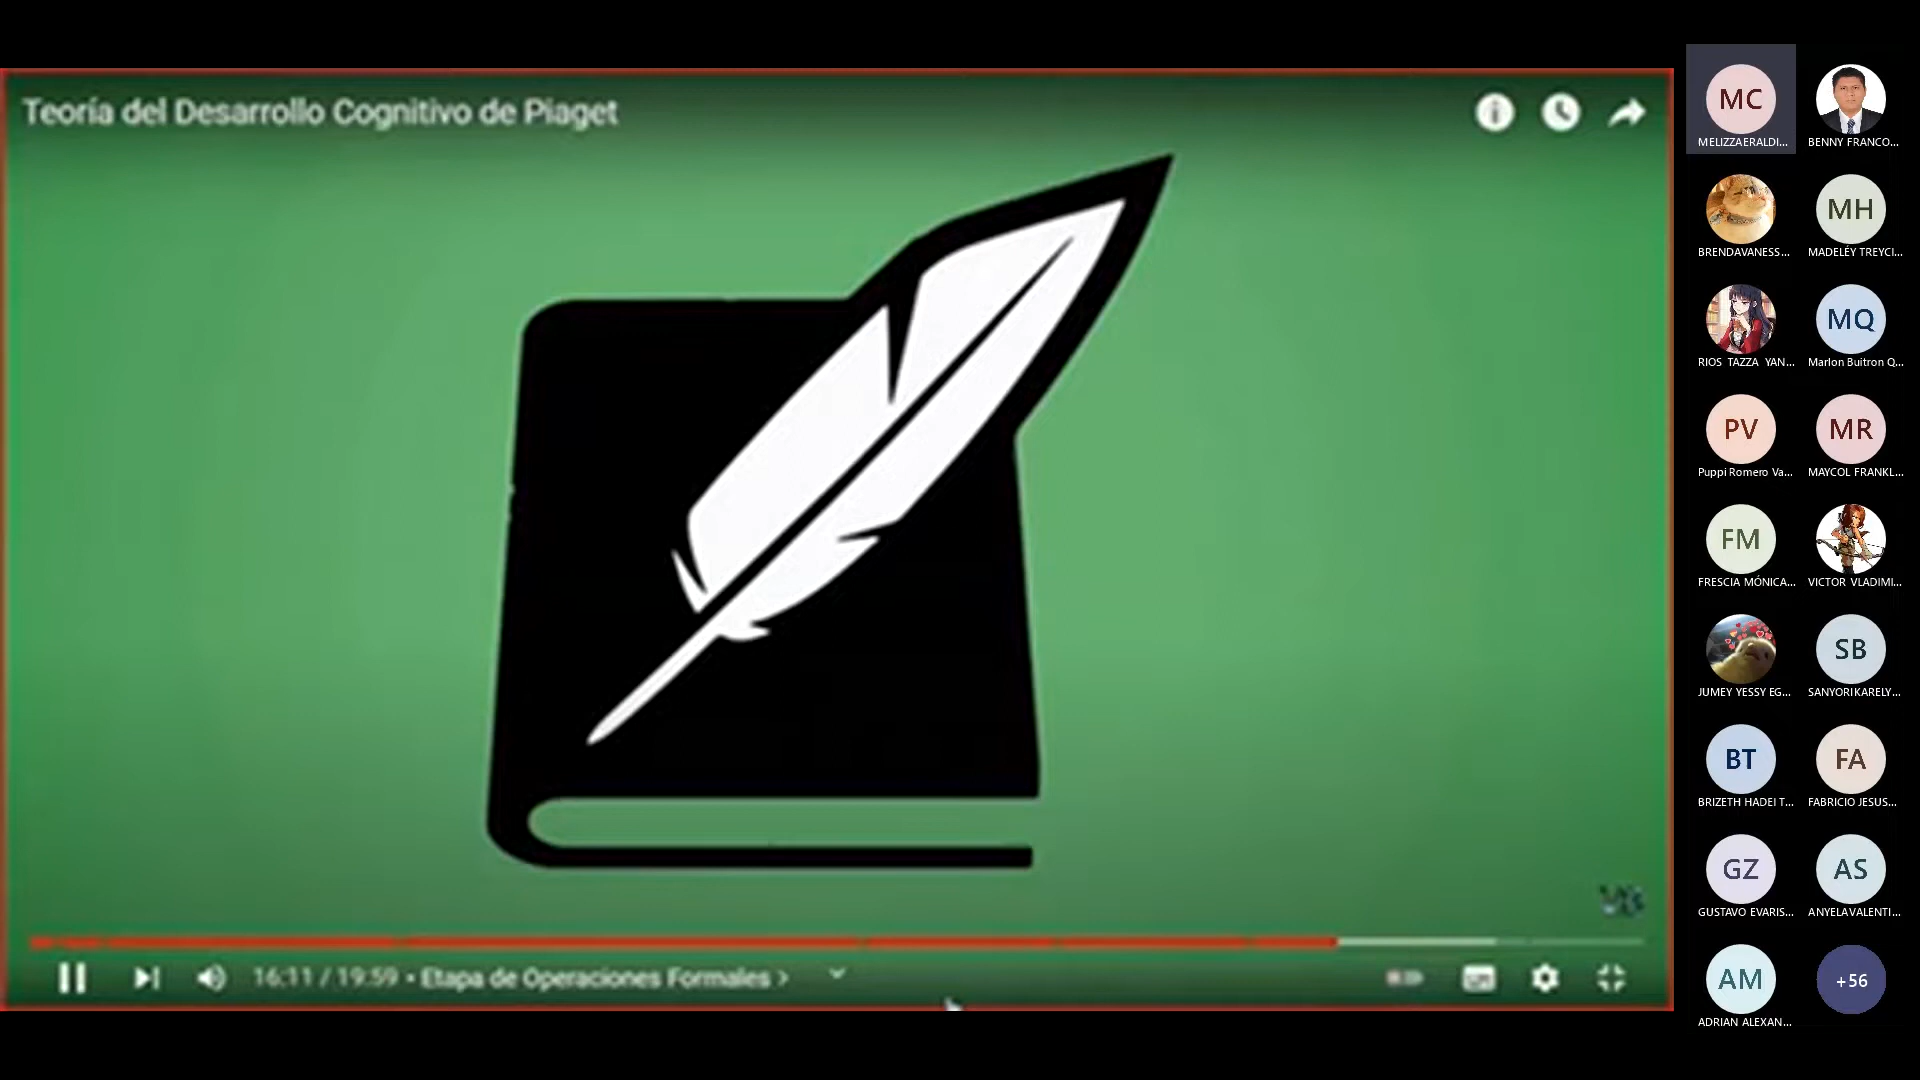 Teoría del Desarrollo Cognitivo de Piaget
16:11 / 19:59 • Etapa de Operaciones Formales >
MC
MELIZZAERALDI...
BENNY FRANCO...
BRENDAVANESS...
MH
MADELÉY TREYCI...
RIOS TAZZA YAN...
MQ
Marlon Buitron Q...
PV
Puppi Romero Va...
MR
MAYCOL FRANKL...
FM
FRESCIA MÓNICA...
VICTOR VLADIMI...
JUMEY YESSY EG...
SB
SANYORIKARELY...
BT
BRIZETH HADEI T...
FA
FABRICIO JESUS...
GZ
GUSTAVO EVARIS...
AS
ANYELAVALENTI...
AM
ADRIAN ALEXAN...
+56